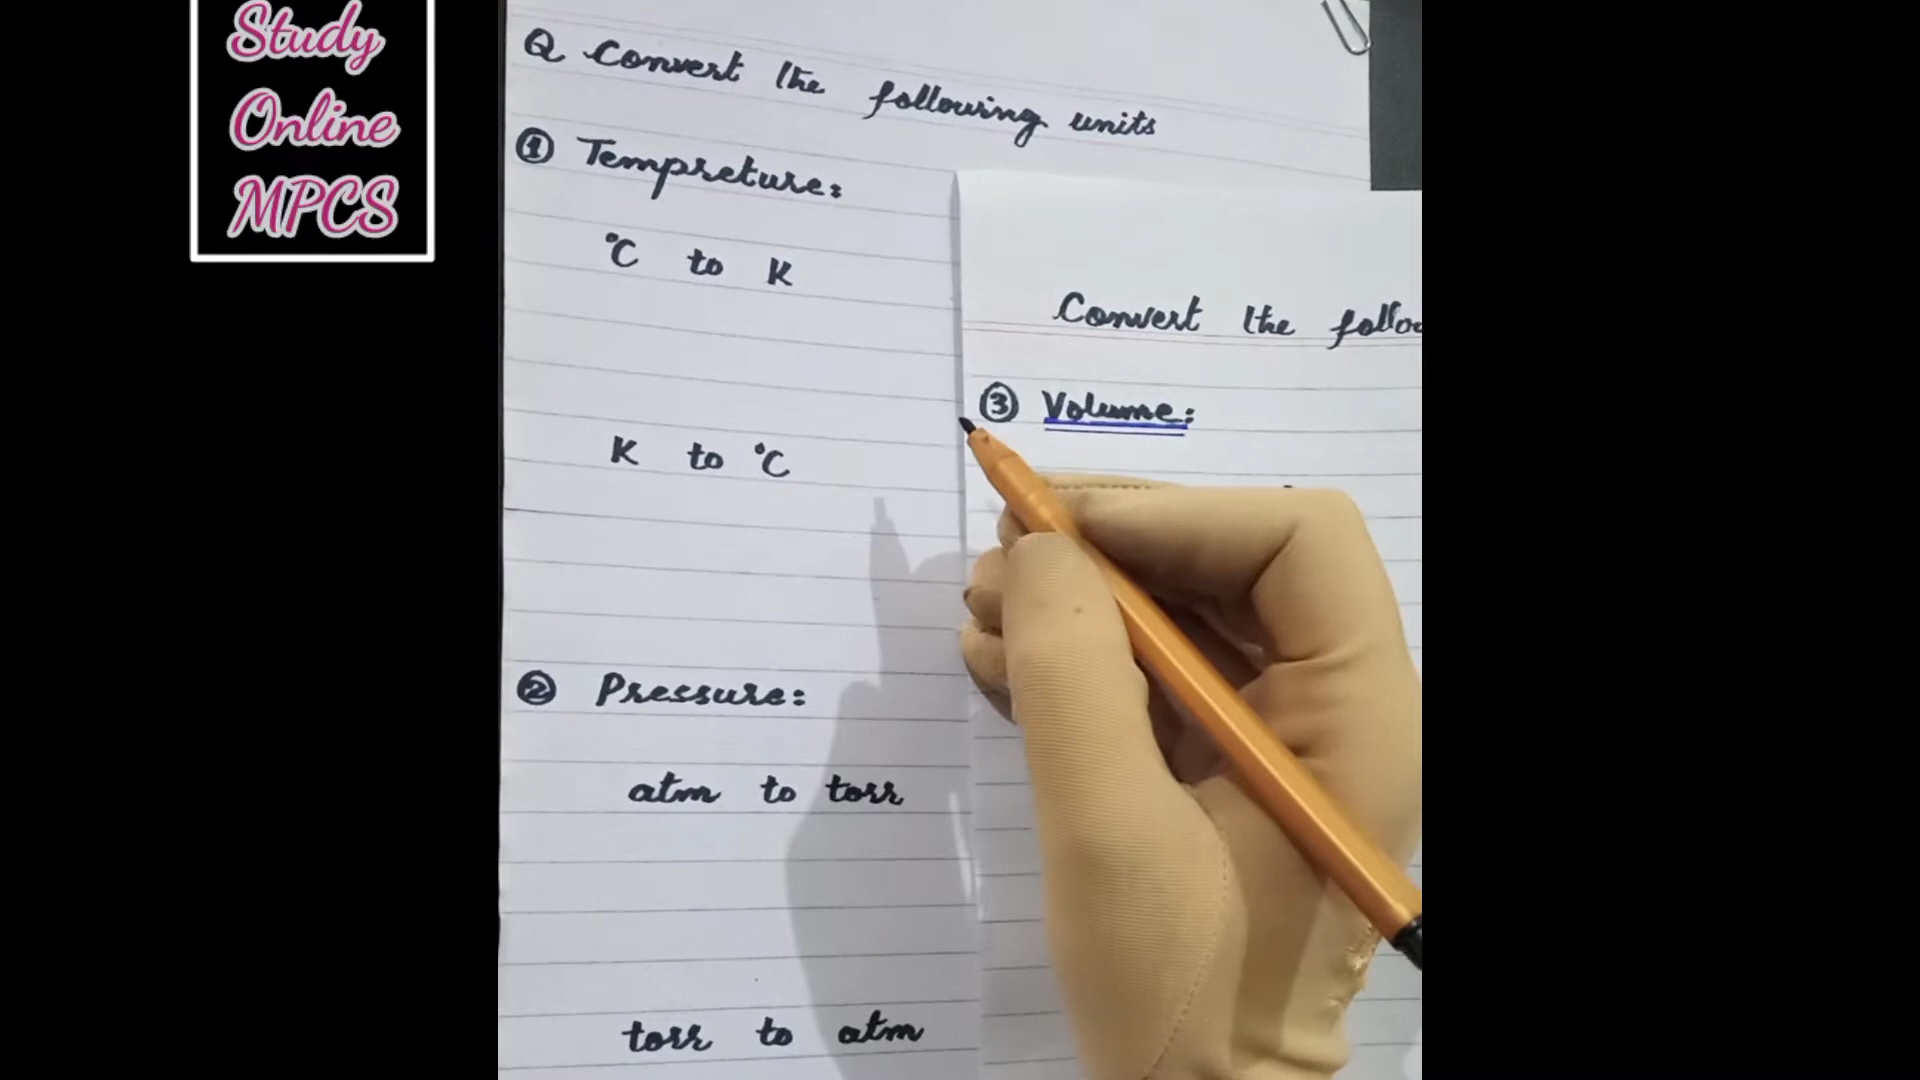 Study
Online
MPCS
Q Convert the following units
① Tempreture:
°C to K
K to °C
② Pressure:
atm to torr
torr to atm
Convert the
③ Volume: